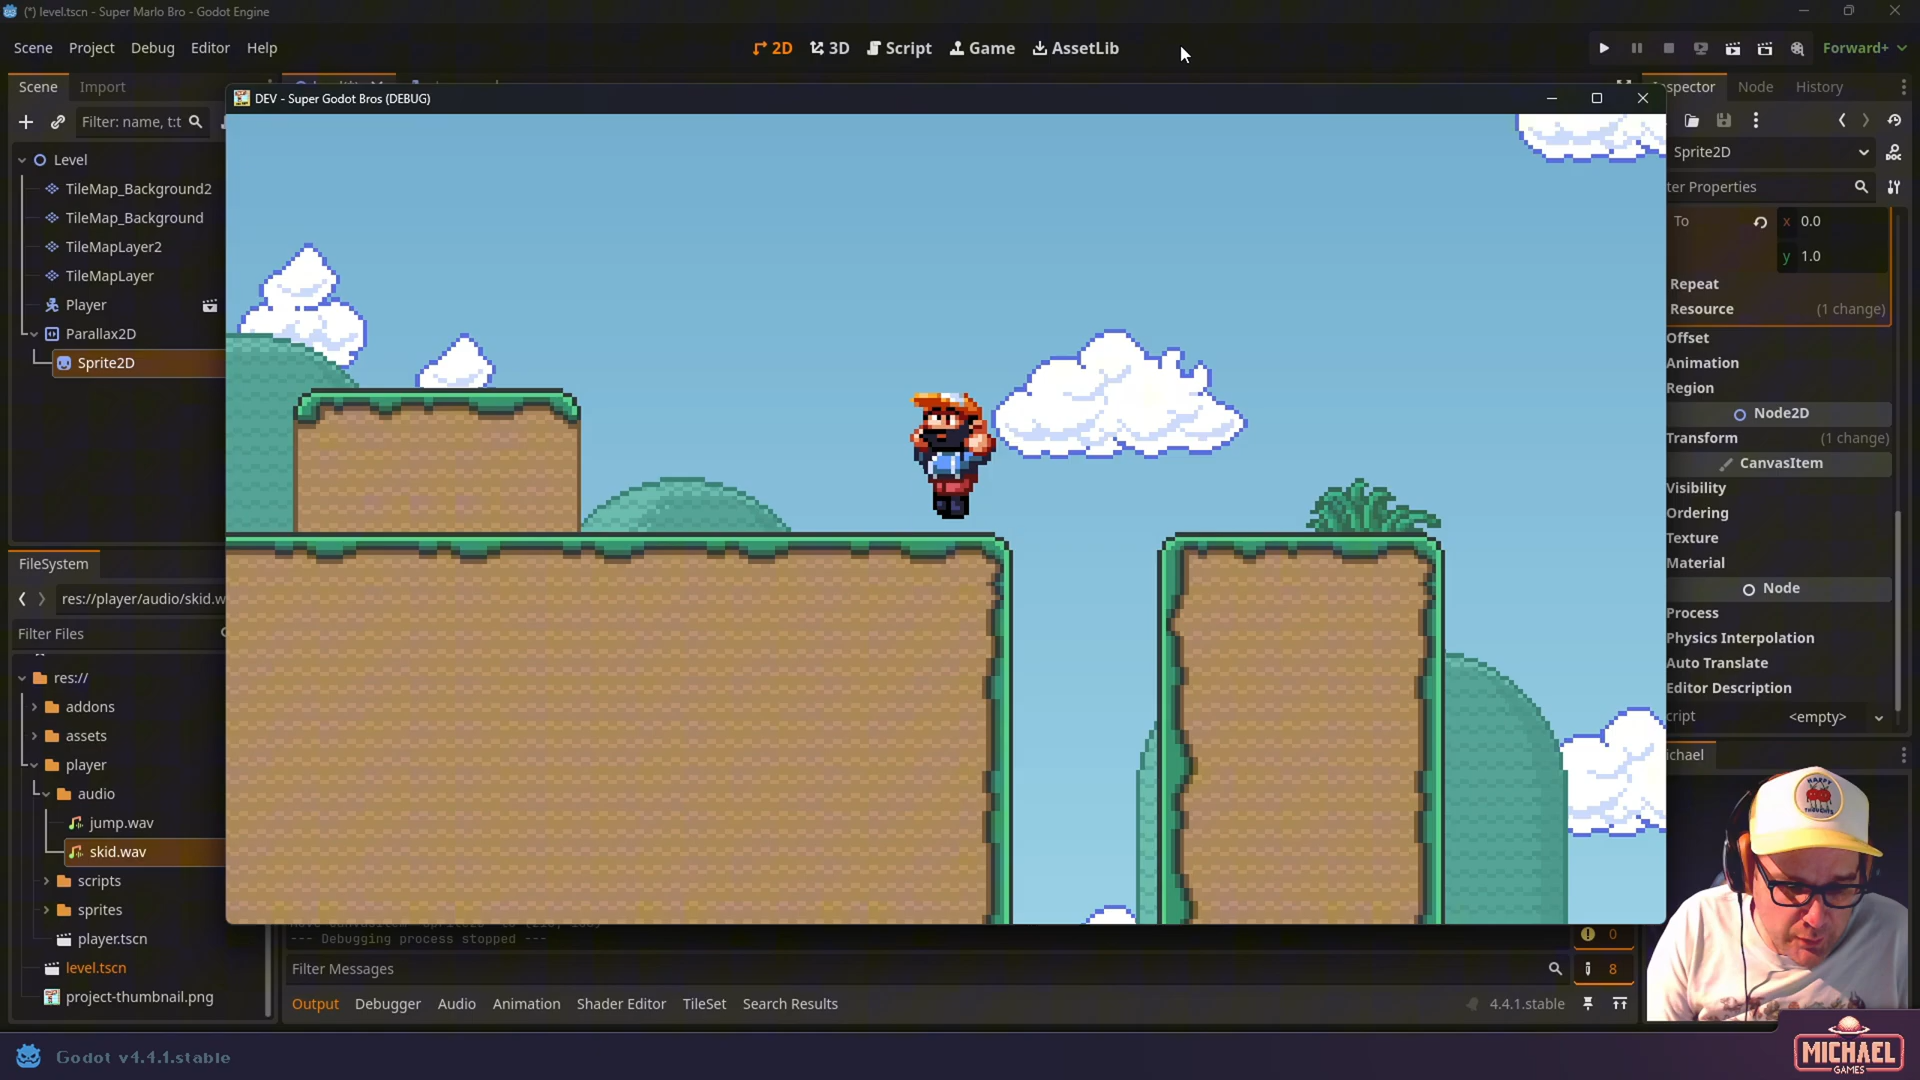 (*) level.tscn - Super Marlo Bro - Godot Engine
Scene Project Debug Editor Help
2D 3D Script Game AssetLib
Forward+
Scene Import
Inspector Node History
DEV - Super Godot Bros (DEBUG)
Filter: name, t:t
Level
TileMap_Background2
TileMap_Background
TileMapLayer2
TileMapLayer
Player
Parallax2D
Sprite2D
Sprite2D
ter Properties
To x 0.0
y 1.0
Repeat
Resource (1 change)
Offset
Animation
Region
Node2D
Transform (1 change)
CanvasItem
Visibility
Ordering
Texture
Material
Node
Process
Physics Interpolation
Auto Translate
Editor Description
cript <empty>
ichael
FileSystem
res://player/audio/skid.w
Filter Files
res://
addons
assets
player
audio
jump.wav
skid.wav
scripts
sprites
player.tscn
level.tscn
project-thumbnail.png
--- Debugging process stopped ---
0
Filter Messages
8
Output Debugger Audio Animation Shader Editor TileSet Search Results
4.4.1.stable
Godot v4.4.1.stable
MICHAEL
GAMES